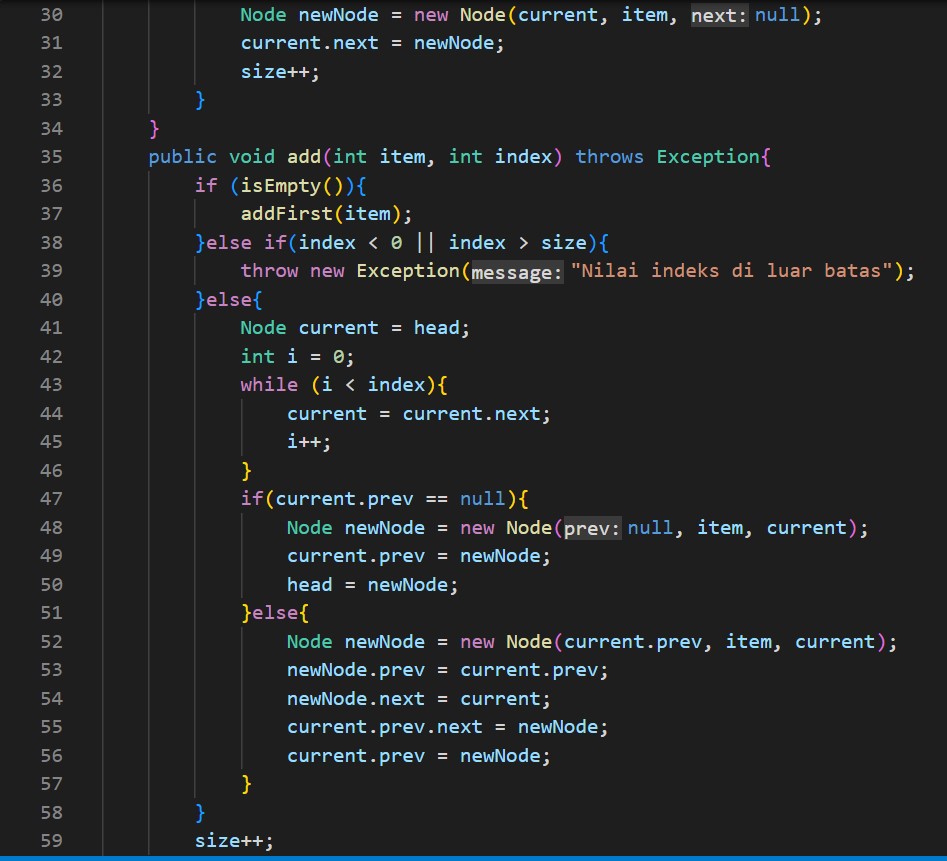 30 Node newNode = new Node(current, item, next: null);
31 current.next = newNode;
32 size++;
33 }
34 }
35 public void add(int item, int index) throws Exception{
36 if (isEmpty()){
37 addFirst(item);
38 }else if(index < 0 || index > size){
39 throw new Exception(message: "Nilai indeks di luar batas");
40 }else{
41 Node current = head;
42 int i = 0;
43 while (i < index){
44 current = current.next;
45 i++;
46 }
47 if(current.prev == null){
48 Node newNode = new Node(prev: null, item, current);
49 current.prev = newNode;
50 head = newNode;
51 }else{
52 Node newNode = new Node(current.prev, item, current);
53 newNode.prev = current.prev;
54 newNode.next = current;
55 current.prev.next = newNode;
56 current.prev = newNode;
57 }
58 }
59 size++;